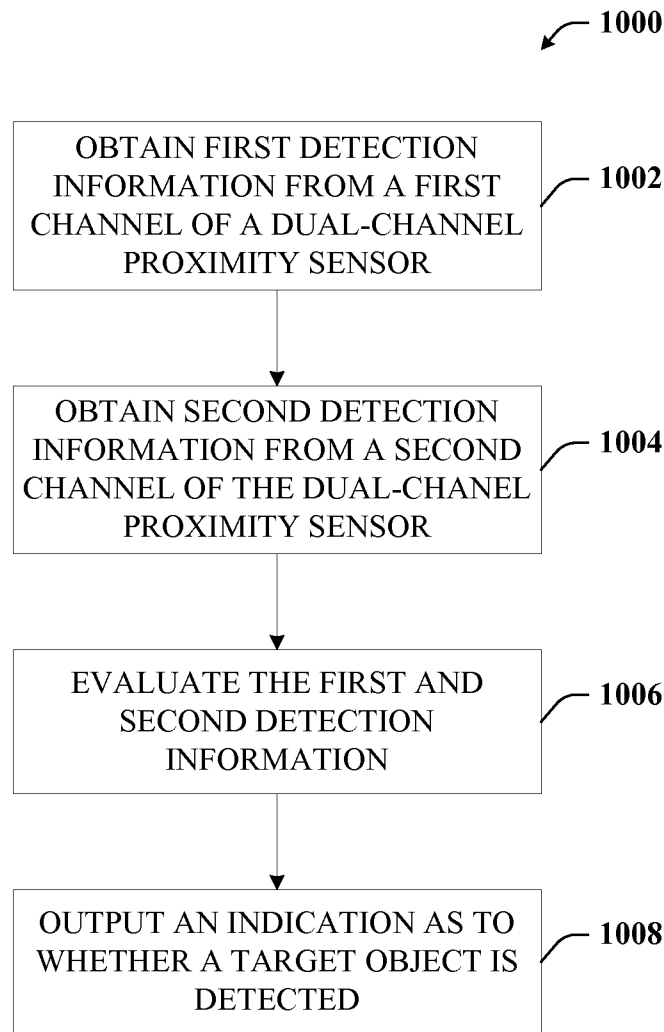 1000
OBTAIN FIRST DETECTION
INFORMATION FROM A FIRST
CHANNEL OF A DUAL-CHANNEL
PROXIMITY SENSOR
1002
OBTAIN SECOND DETECTION
INFORMATION FROM A SECOND
CHANNEL OF THE DUAL-CHANEL
PROXIMITY SENSOR
1004
EVALUATE THE FIRST AND
SECOND DETECTION
INFORMATION
1006
OUTPUT AN INDICATION AS TO
WHETHER A TARGET OBJECT IS
DETECTED
1008